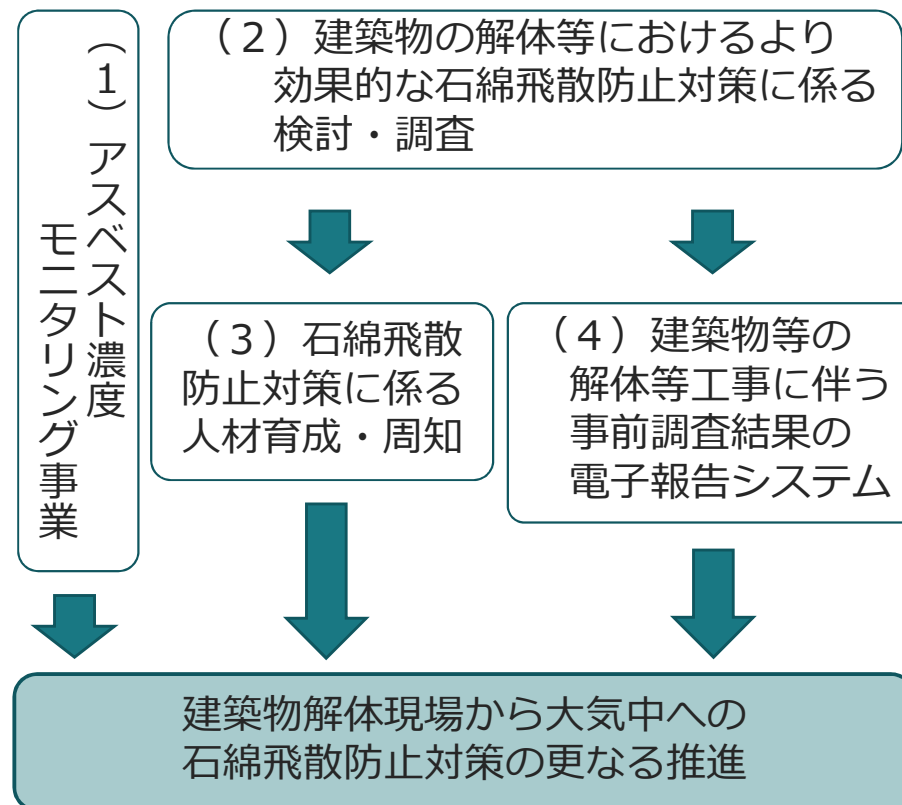 （１）アスベスト濃度
モニタリング事業
（２）建築物の解体等におけるより
効果的な石綿飛散防止対策に係る
検討・調査
（３）石綿飛散
防止対策に係る
人材育成・周知
（４）建築物等の
解体等工事に伴う
事前調査結果の
電子報告システム
建築物解体現場から大気中への
石綿飛散防止対策の更なる推進